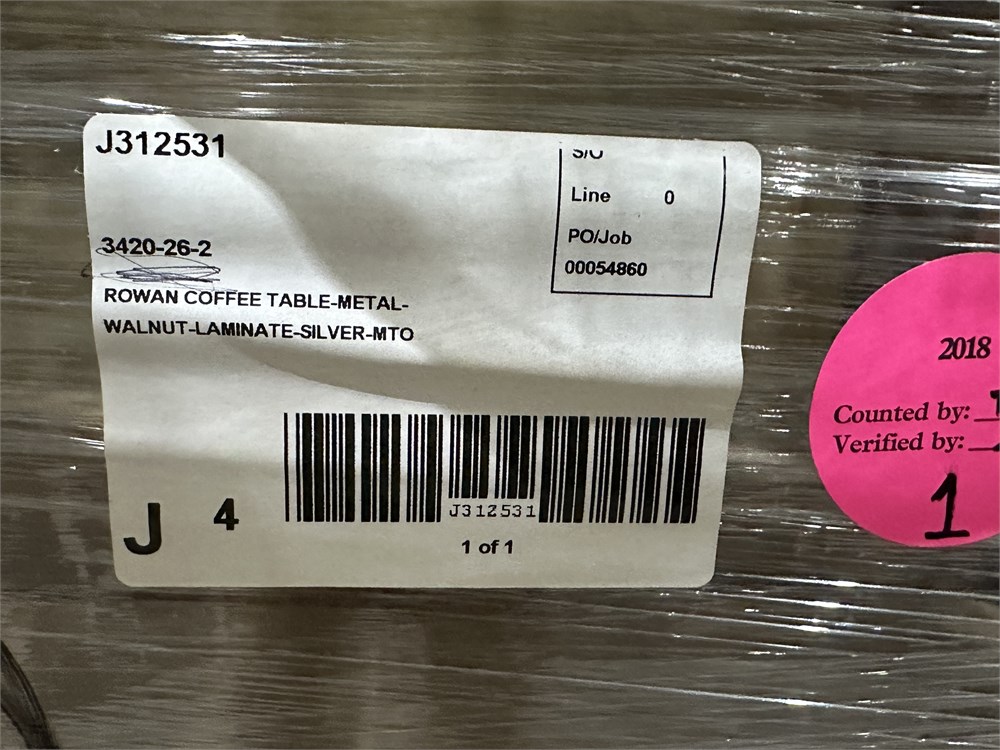 J312531
S/O
Line 0
PO/Job
00054860
3420-26-2
ROWAN COFFEE TABLE-METAL-
WALNUT-LAMINATE-SILVER-MTO
J312531
J 4
1 of 1
2018
Counted by:
Verified by:
1